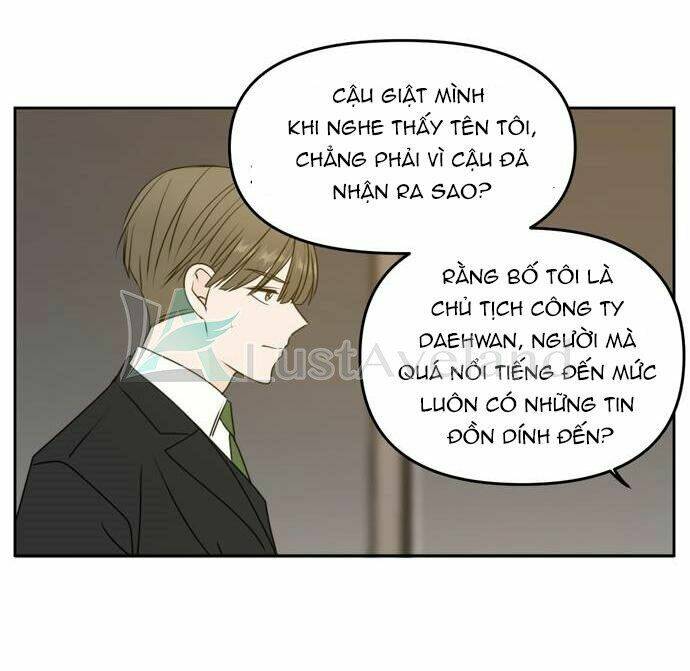 CẬU GIẬT MÌNH
KHI NGHE THẤY TÊN TÔI,
CHẲNG PHẢI VÌ CẬU ĐÃ
NHẬN RA SAO?
RẰNG BỐ TÔI LÀ
CHỦ TỊCH CÔNG TY
DAEHWAN, NGƯỜI MÀ
QUÁ NỔI TIẾNG ĐẾN MỨC
LUÔN CÓ NHỮNG TIN
ĐỒN DÍNH ĐẾN?
LustAveland